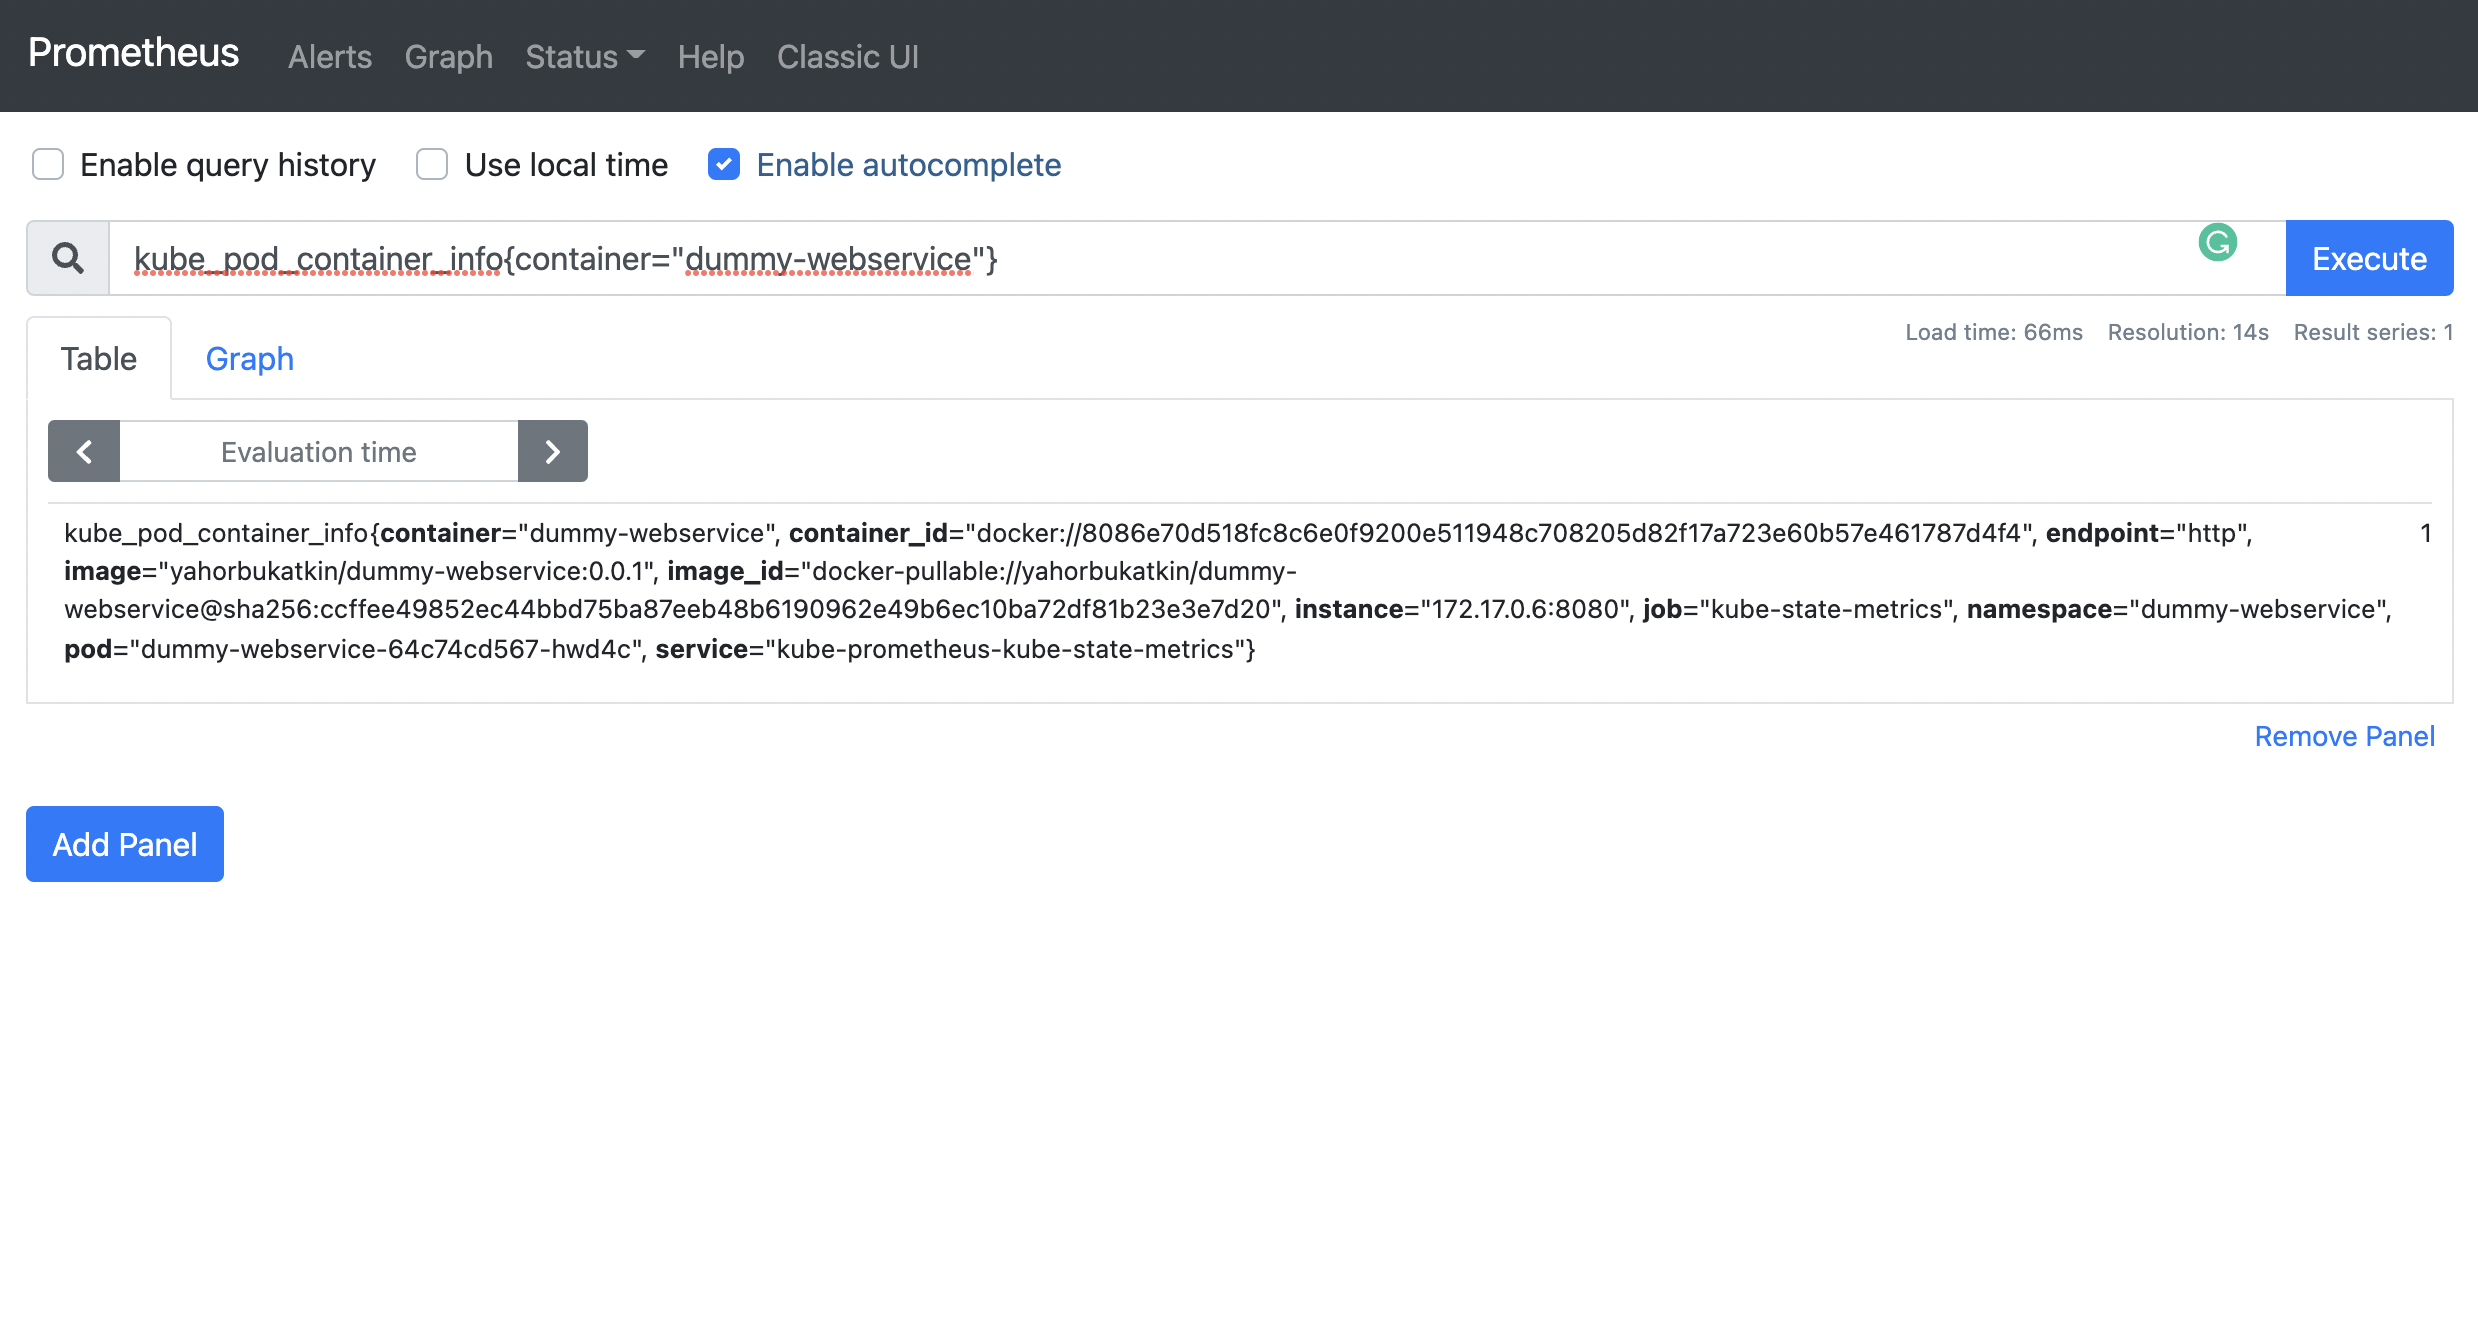 Prometheus Alerts Graph Status Help Classic UI
Enable query history Use local time Enable autocomplete
kube_pod_container_info{container="dummy-webservice"} Execute
Load time: 66ms Resolution: 14s Result series: 1
Table Graph
Evaluation time
kube_pod_container_info{container="dummy-webservice", container_id="docker://8086e70d518fc8c6e0f9200e511948c708205d82f17a723e60b57e461787d4f4", endpoint="http", 1
image="yahorbukatkin/dummy-webservice:0.0.1", image_id="docker-pullable://yahorbukatkin/dummy-
webservice@sha256:ccffee49852ec44bbd75ba87eeb48b6190962e49b6ec10ba72df81b23e3e7d20", instance="172.17.0.6:8080", job="kube-state-metrics", namespace="dummy-webservice",
pod="dummy-webservice-64c74cd567-hwd4c", service="kube-prometheus-kube-state-metrics"}
Remove Panel
Add Panel